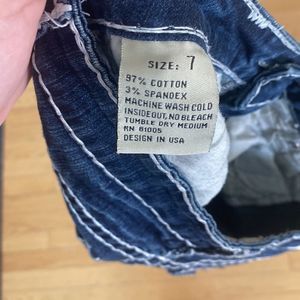 SIZE: 7
97% COTTON
3% SPANDEX
MACHINE WASH COLD
INSIDEOUT, NO BLEACH
TUMBLE DRY MEDIUM
RN 61005
DESIGN IN USA